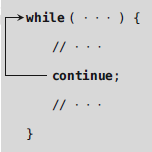 while( · · · ) {
// · · ·
continue;
// · · ·
}